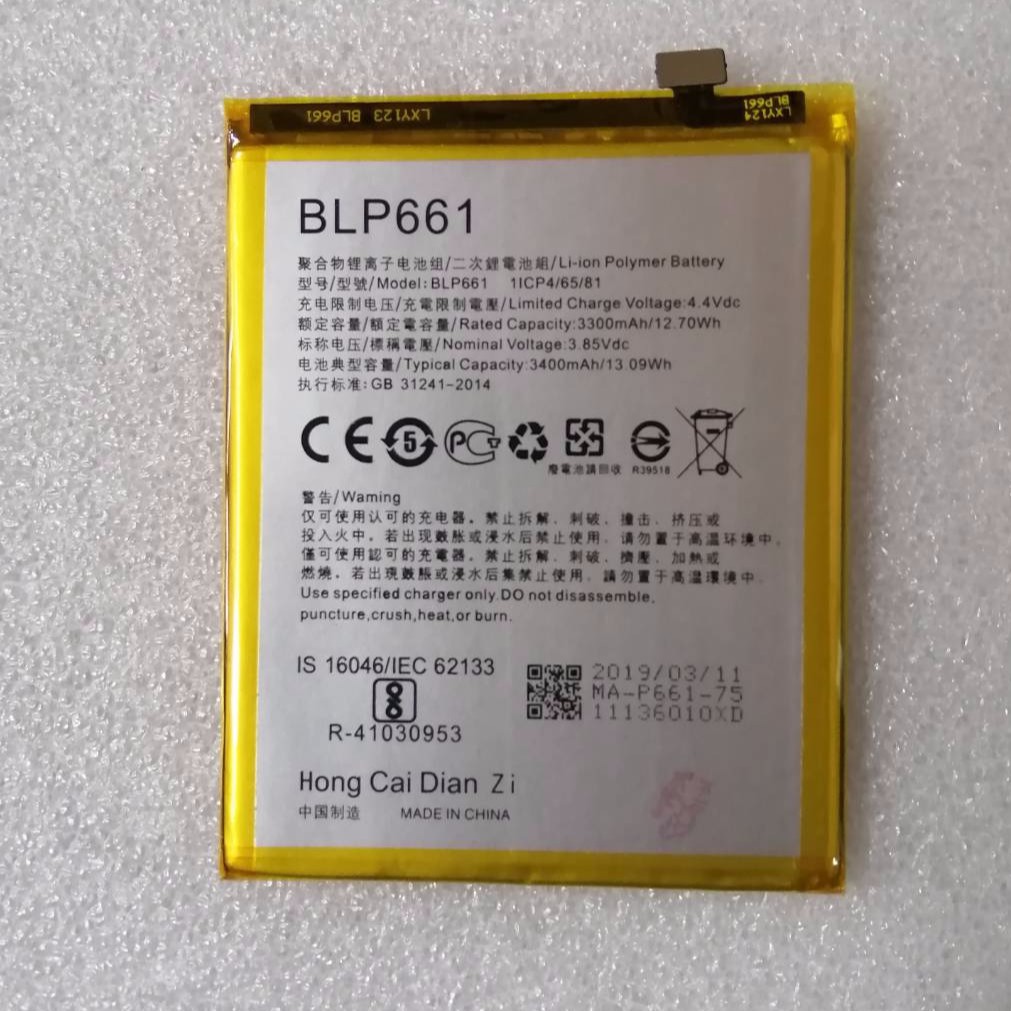 LXY123 BLP661
LXY124
BLP661
BLP661
聚合物锂离子电池组/二次鋰電池組/Li-ion Polymer Battery
型号/型號/Model:BLP661 1ICP4/65/81
充电限制电压/充電限制電壓/Limited Charge Voltage:4.4Vdc
额定容量/額定電容量/Rated Capacity:3300mAh/12.70Wh
标称电压/標稱電壓/Nominal Voltage:3.85Vdc
电池典型容量/Typical Capacity:3400mAh/13.09Wh
执行标准:GB 31241-2014
CE 5 PC
廢電池請回收 R39518
警告/Waming
仅可使用认可的充电器。禁止拆解、刺破、撞击、挤压或
投入火中。若出现鼓胀或浸水后禁止使用，请勿置于高温环境中。
僅可使用認可的充電器。禁止拆解、刺破、擠壓、加熱或
燃燒。若出現鼓脹或浸水后集禁止使用，請勿置于高溫環境中。
Use specified charger only.DO not disassemble,
puncture,crush,heat,or burn.
IS 16046/IEC 62133
R-41030953
2019/03/11
MA-P661-75
11136010XD
Hong Cai Dian Zi
中国制造 MADE IN CHINA